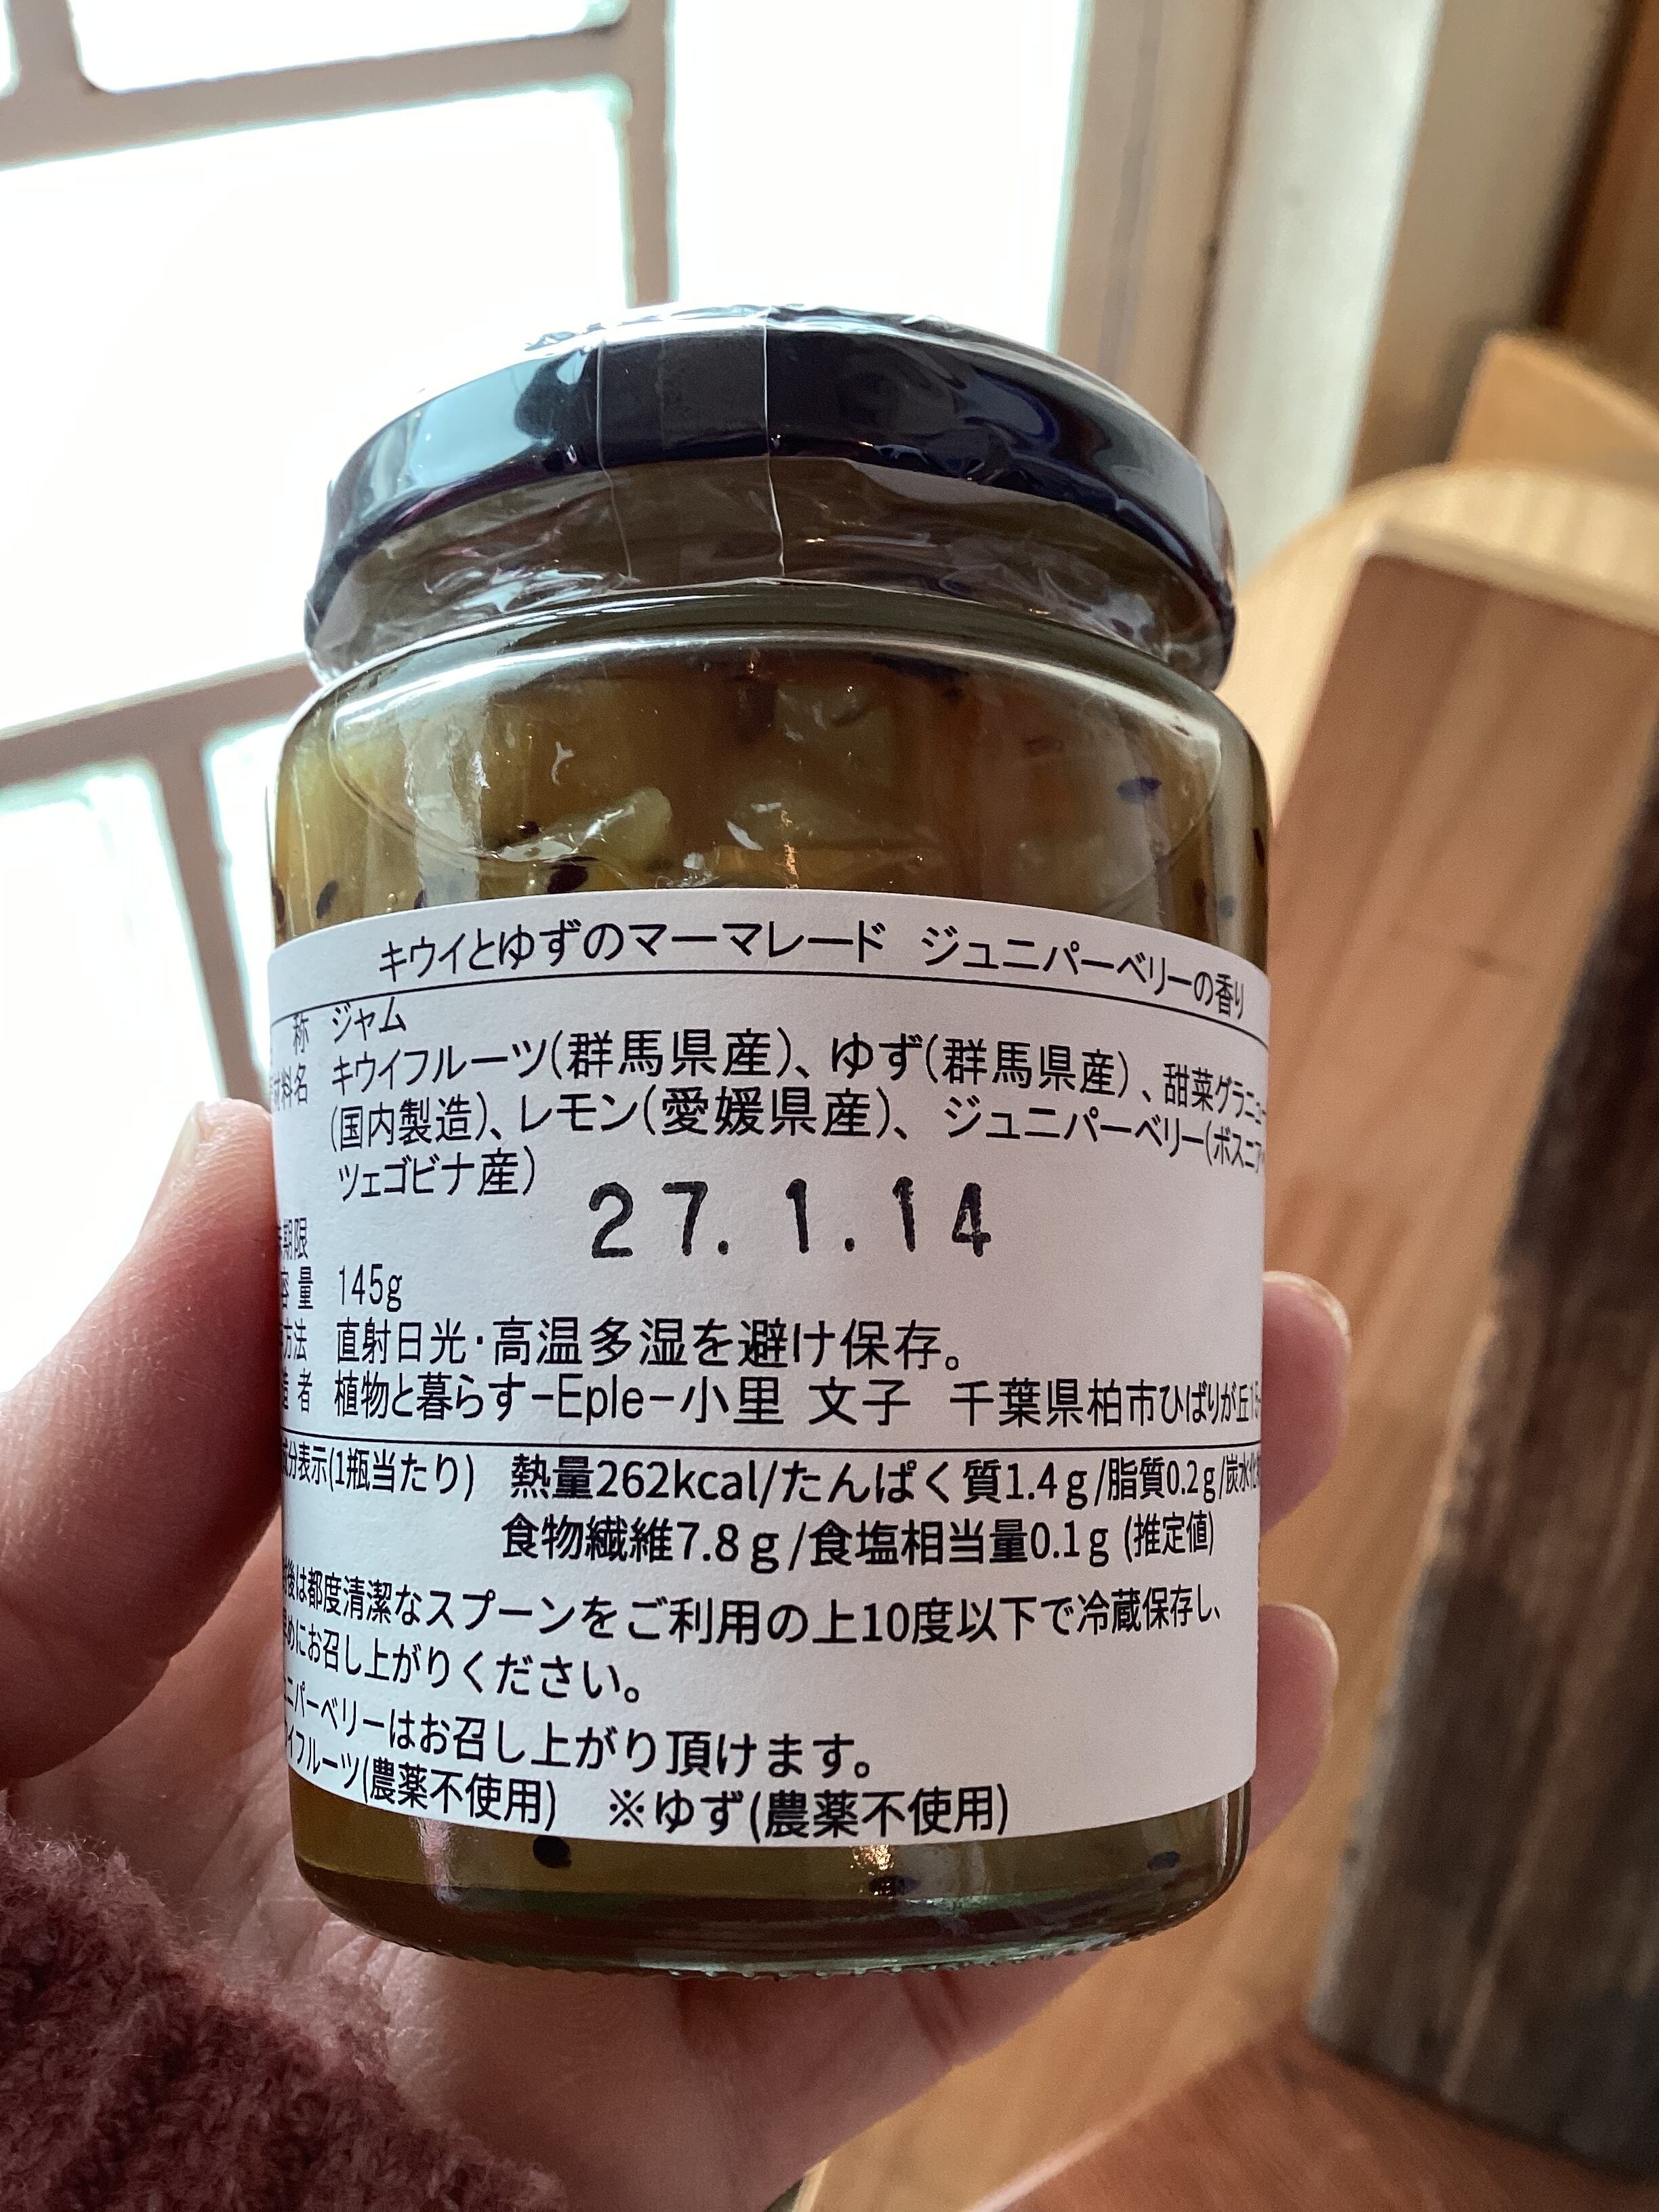 キウイとゆずのマーマレード ジュニパーベリーの香り
称 ジャム
材料名 キウイフルーツ(群馬県産)、ゆず(群馬県産)、甜菜グラニュー
(国内製造)、レモン(愛媛県産)、ジュニパーベリー(ボスニア・
ツェゴビナ産)
期限 27.1.14
容量 145g
方法 直射日光・高温多湿を避け保存。
造者 植物と暮らす-Eple-小里 文子 千葉県柏市ひばりが丘15-
成分表示(1瓶当たり) 熱量262kcal/たんぱく質1.4g/脂質0.2g/炭水化
食物繊維7.8g/食塩相当量0.1g (推定値)
後は都度清潔なスプーンをご利用の上10度以下で冷蔵保存し、
めにお召し上がりください。
ニパーベリーはお召し上がり頂けます。
イフルーツ(農薬不使用) ※ゆず(農薬不使用)